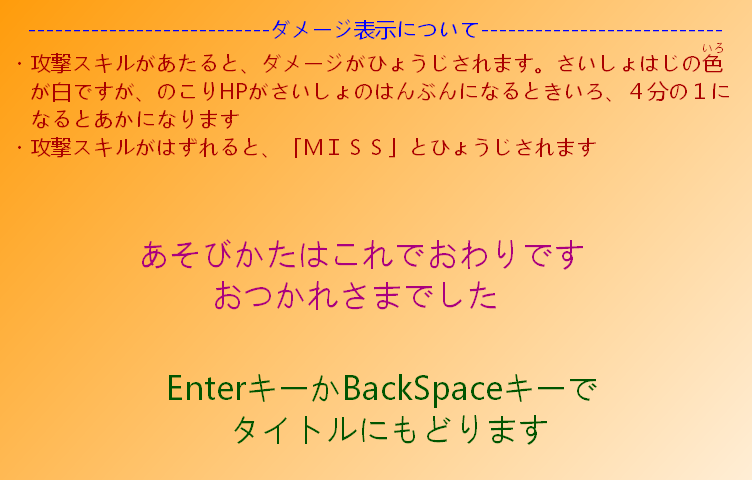 ---------------------------ダメージ表示について---------------------------
・攻撃スキルがあたると、ダメージがひょうじされます。さいしょはじの色
いろ
が白ですが、のこりHPがさいしょのはんぶんになるときいろ、４分の１に
なるとあかになります
・攻撃スキルがはずれると、「ＭＩＳＳ」とひょうじされます
あそびかたはこれでおわりです
おつかれさまでした
EnterキーかBackSpaceキーで
タイトルにもどります